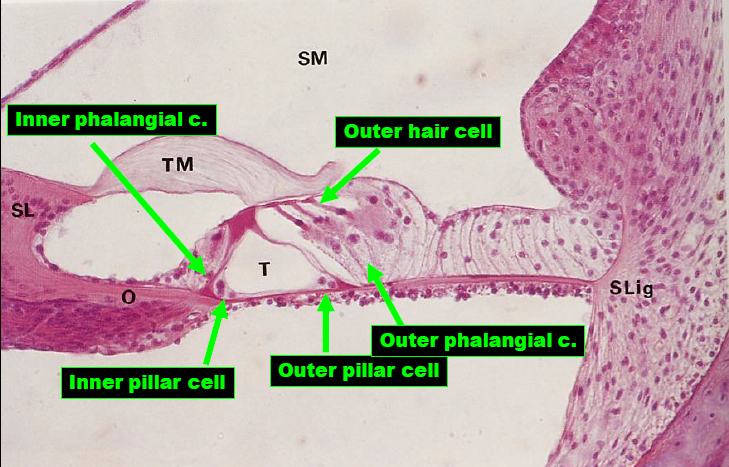 SM
Inner phalangial c.
Outer hair cell
TM
SL
T
O
SLig
Outer phalangial c.
Outer pillar cell
Inner pillar cell